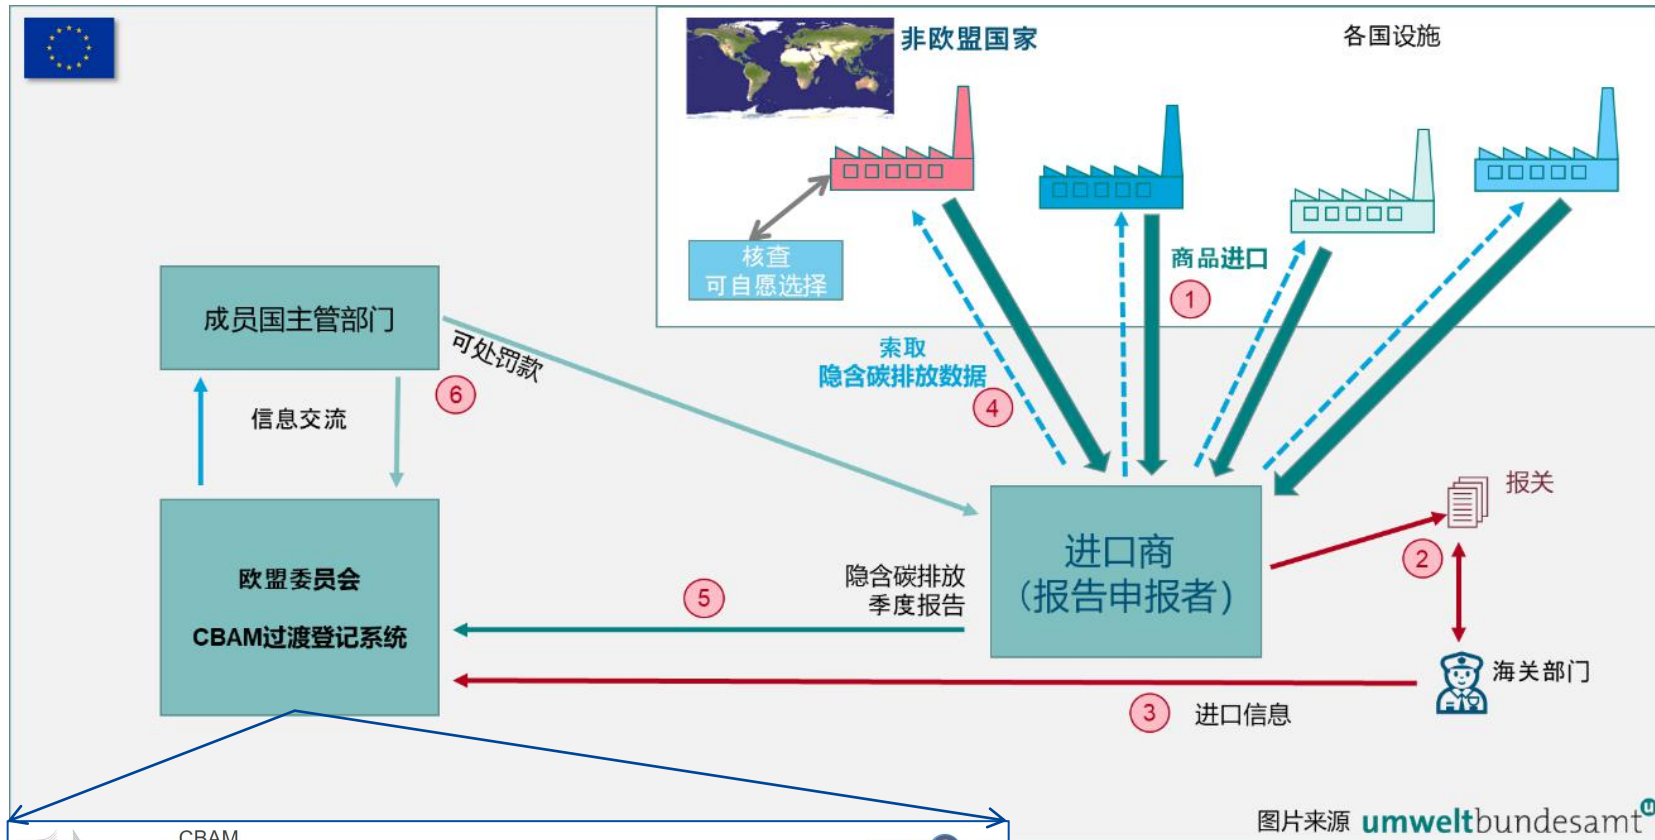 非欧盟国家
各国设施
核查
可自愿选择
商品进口
1
成员国主管部门
可处罚款
索取
隐含碳排放数据
4
6
信息交流
报关
2
进口商
（报告申报者）
欧盟委员会
CBAM过渡登记系统
隐含碳排放
季度报告
5
海关部门
3
进口信息
图片来源 umweltbundesamt
u
CBAM